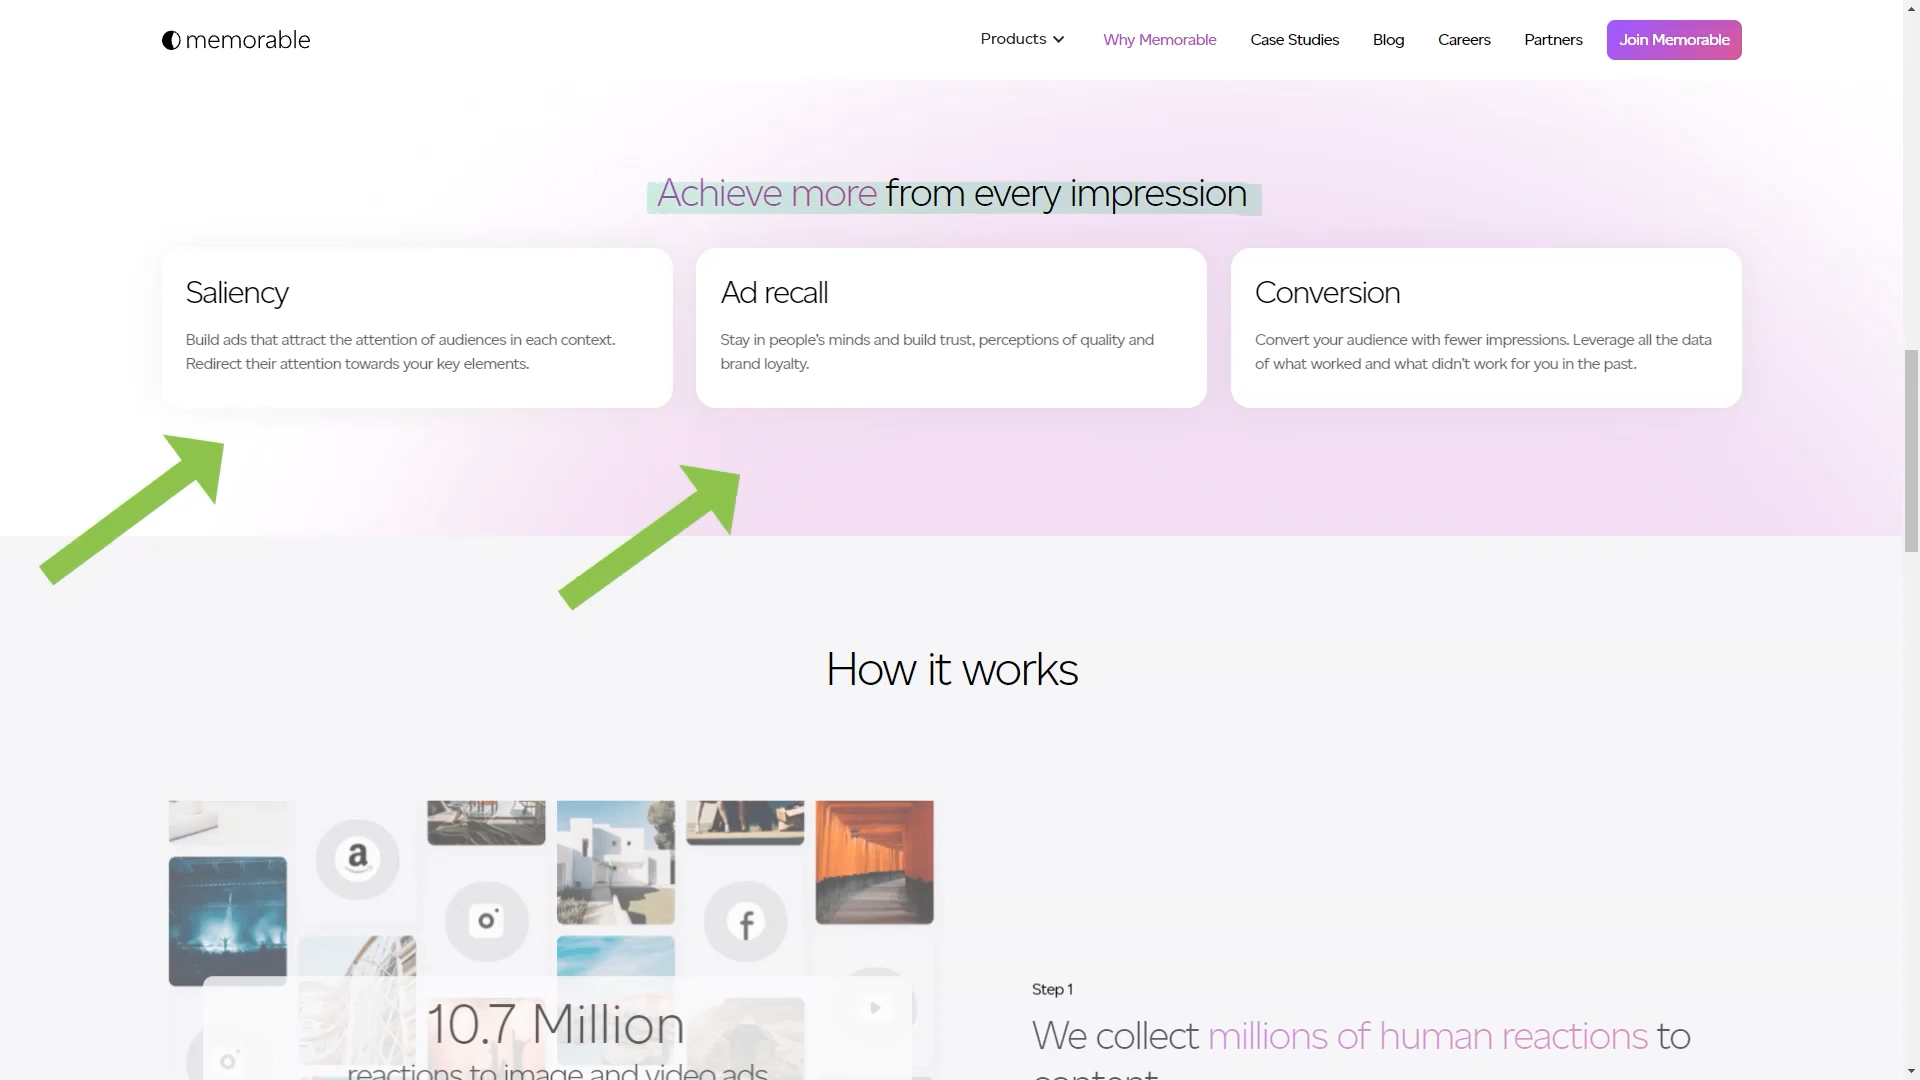 memorable
Products
Why Memorable
Case Studies
Blog
Careers
Partners
Join Memorable
Achieve more from every impression
Saliency
Build ads that attract the attention of audiences in each context.
Redirect their attention towards your key elements.
Ad recall
Stay in people's minds and build trust, perceptions of quality and
brand loyalty.
Conversion
Convert your audience with fewer impressions. Leverage all the data
of what worked and what didn't work for you in the past.
How it works
10.7 Million
reactions to image and video ads
Step 1
We collect millions of human reactions to
content